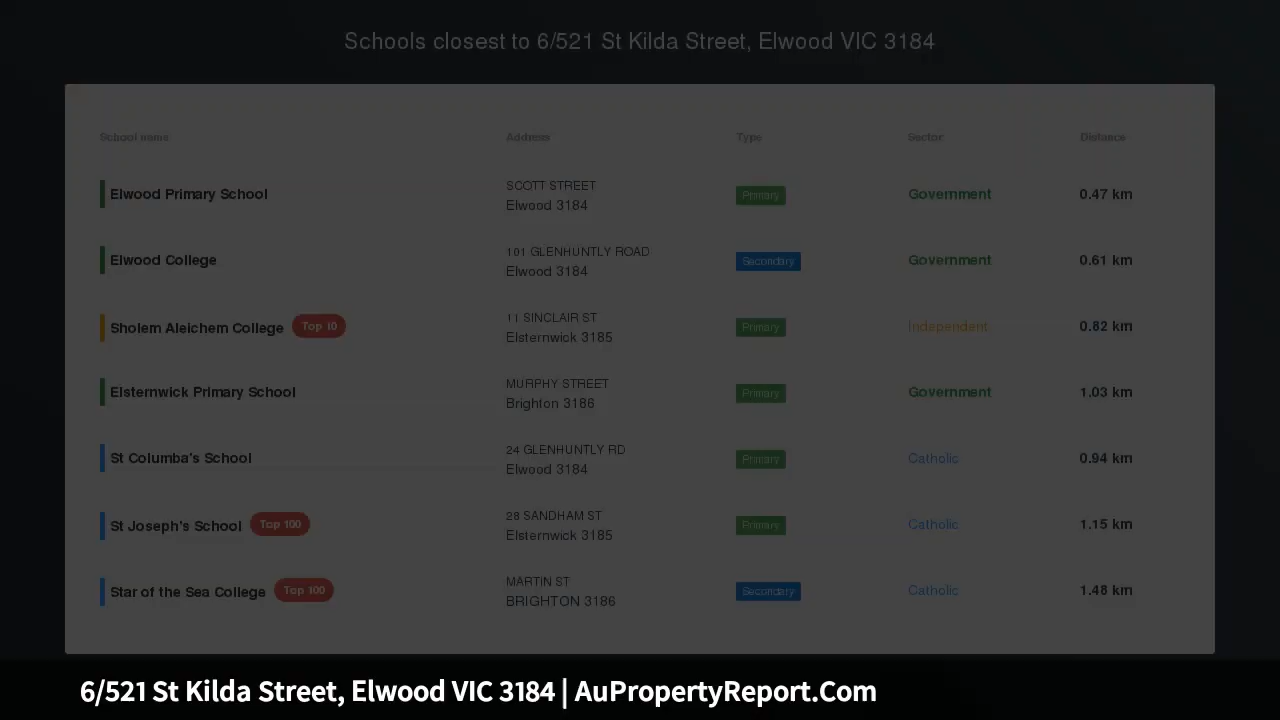 Schools closest to 6/521 St Kilda Street, Elwood VIC 3184
School name Address Type Sector Distance
Elwood Primary School SCOTT STREET Elwood 3184 Primary Government 0.47 km
Elwood College 101 GLENHUNTLY ROAD Elwood 3184 Secondary Government 0.61 km
Sholem Aleichem College Top 10 11 SINCLAIR ST Elsternwick 3185 Primary Independent 0.82 km
Elsternwick Primary School MURPHY STREET Brighton 3186 Primary Government 1.03 km
St Columba's School 24 GLENHUNTLY RD Elwood 3184 Primary Catholic 0.94 km
St Joseph's School Top 100 28 SANDHAM ST Elsternwick 3185 Primary Catholic 1.15 km
Star of the Sea College Top 100 MARTIN ST BRIGHTON 3186 Secondary Catholic 1.48 km
6/521 St Kilda Street, Elwood VIC 3184 | AuPropertyReport.Com